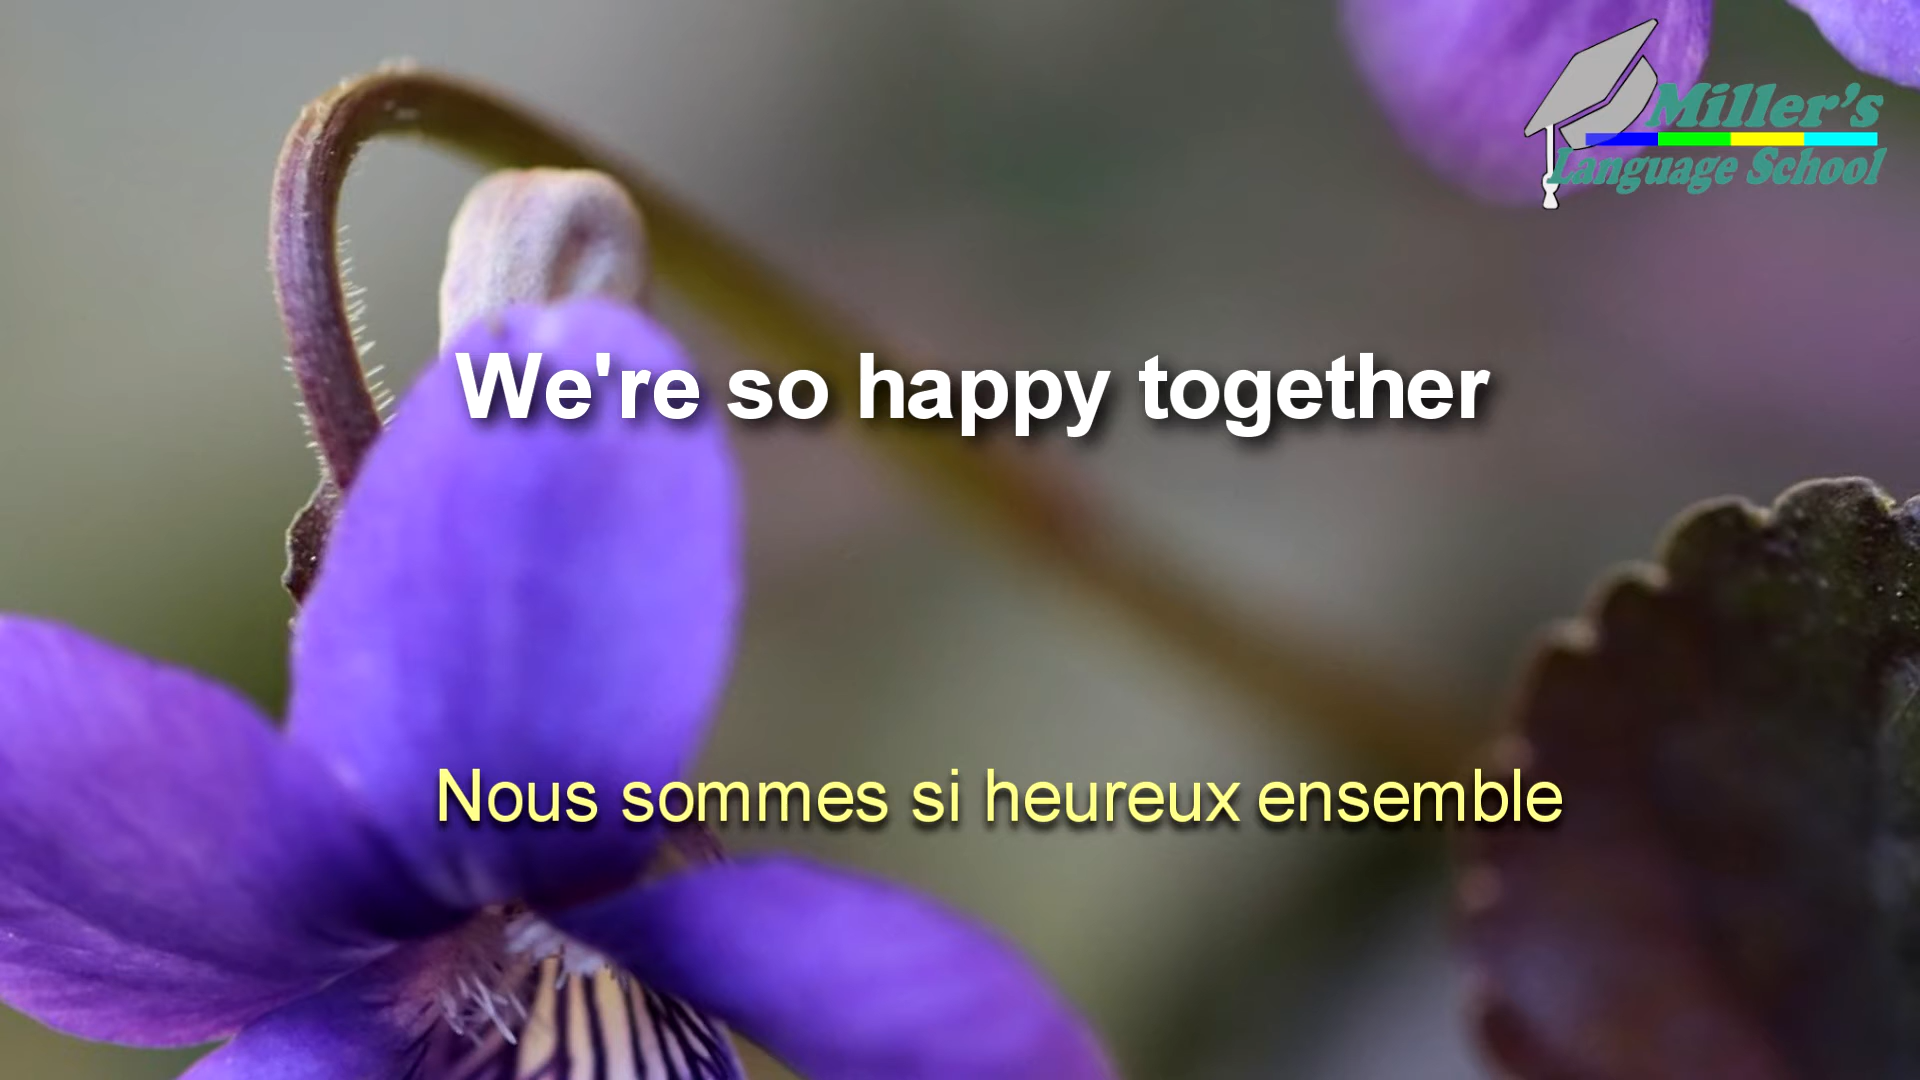 Miller's
Language School
We're so happy together
Nous sommes si heureux ensemble